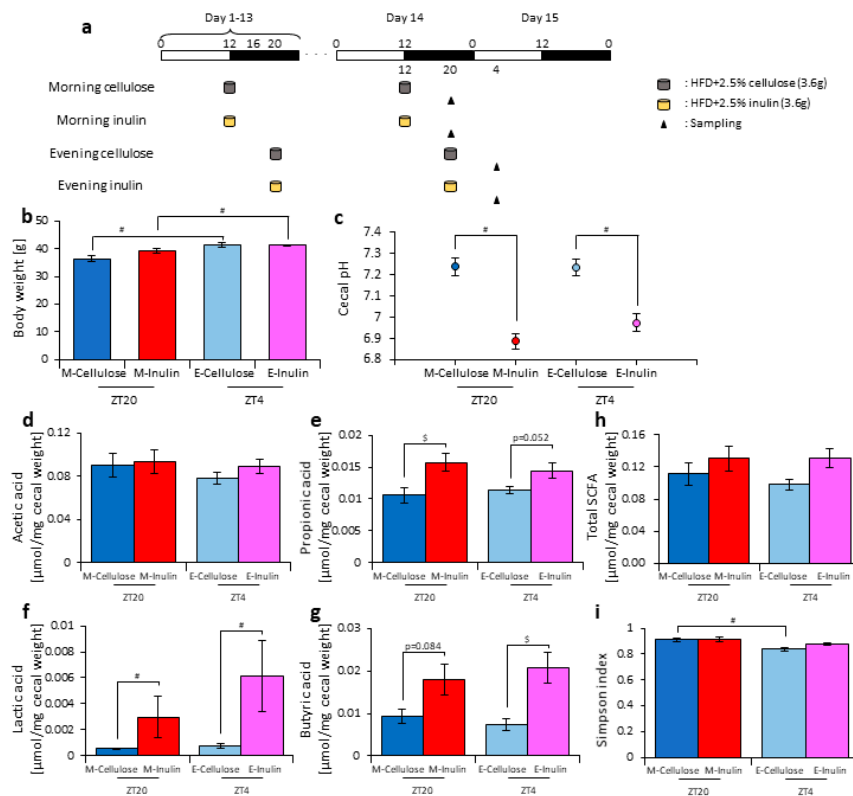 a
Day 1-13
Day 14
Day 15
0 12 16 20 . . . 0 12 0 12 0
12 20 4
Morning cellulose
Morning inulin
Evening cellulose
Evening inulin
: HFD+2.5% cellulose (3.6g)
: HFD+2.5% inulin (3.6g)
: Sampling
b
Body weight [g]
50
40
30
20
10
0
#
#
M-Cellulose M-Inulin E-Cellulose E-Inulin
ZT20 ZT4
c
Cecal pH
7.4
7.3
7.2
7.1
7
6.9
6.8
#
#
M-Cellulose M-Inulin E-Cellulose E-Inulin
ZT20 ZT4
d
Acetic acid
[μmol/mg cecal weight]
0.12
0.08
0.04
0
M-Cellulose M-Inulin E-Cellulose E-Inulin
ZT20 ZT4
e
Propionic acid
[μmol/mg cecal weight]
0.02
0.015
0.01
0.005
0
$
p=0.052
M-Cellulose M-Inulin E-Cellulose E-Inulin
ZT20 ZT4
h
Total SCFA
[μmol/mg cecal weight]
0.16
0.12
0.08
0.04
0.00
M-Cellulose M-Inulin E-Cellulose E-Inulin
ZT20 ZT4
f
Lactic acid
[μmol/mg cecal weight]
0.01
0.008
0.006
0.004
0.002
0
#
#
M-Cellulose M-Inulin E-Cellulose E-Inulin
ZT20 ZT4
g
Butyric acid
[μmol/mg cecal weight]
0.03
0.02
0.01
0
p=0.084
$
M-Cellulose M-Inulin E-Cellulose E-Inulin
ZT20 ZT4
i
Simpson index
1
0.8
0.6
0.4
0.2
0
#
M-Cellulose M-Inulin E-Cellulose E-Inulin
ZT20 ZT4